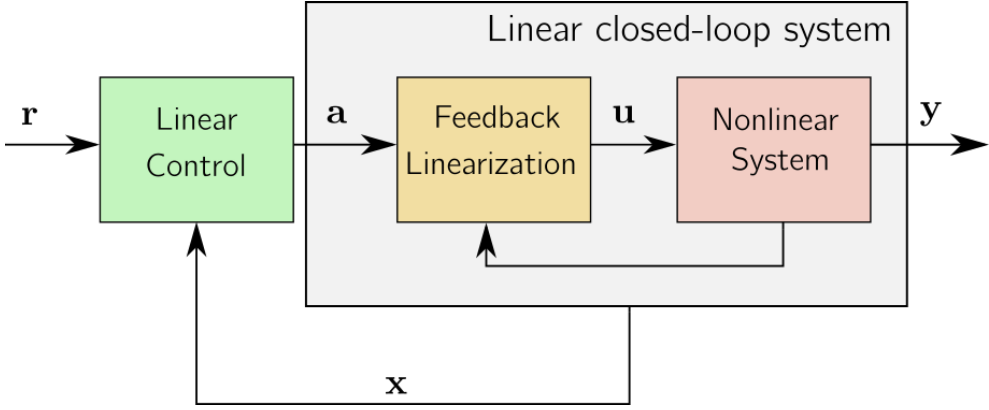 Linear closed-loop system
r
Linear
Control
a
Feedback
Linearization
u
Nonlinear
System
y
x